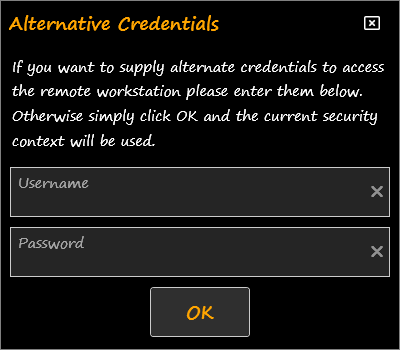 Alternative Credentials
If you want to supply alternate credentials to access
the remote workstation please enter them below.
Otherwise simply click OK and the current security
context will be used.
Username
Password
OK